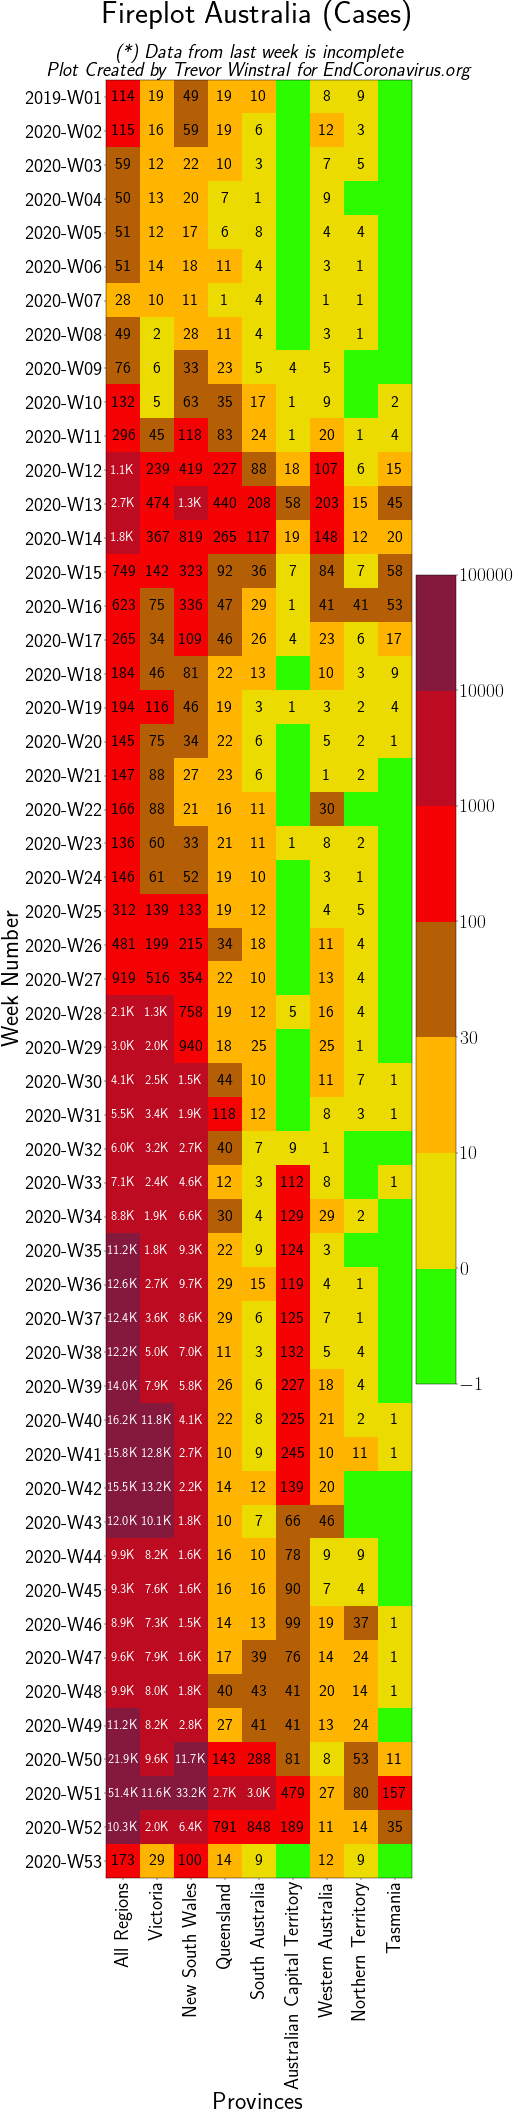 Fireplot Australia (Cases)
(*) Data from last week is incomplete
Plot Created by Trevor Winstral for EndCoronavirus.org
2019-W01 114 19 49 19 10 8 9
2020-W02 115 16 59 19 6 12 3
2020-W03 59 12 22 10 3 7 5
2020-W04 50 13 20 7 1 9
2020-W05 51 12 17 6 8 4 4
2020-W06 51 14 18 11 4 3 1
2020-W07 28 10 11 1 4 1 1
2020-W08 49 2 28 11 4 3 1
2020-W09 76 6 33 23 5 4 5
2020-W10 132 5 63 35 17 1 9 2
2020-W11 296 45 118 83 24 1 20 1 4
2020-W12 1.1K 239 419 227 88 18 107 6 15
2020-W13 2.7K 474 1.3K 440 208 58 203 15 45
2020-W14 1.8K 367 819 265 117 19 148 12 20
2020-W15 749 142 323 92 36 7 84 7 58
2020-W16 623 75 336 47 29 1 41 41 53
2020-W17 265 34 109 46 26 4 23 6 17
2020-W18 184 46 81 22 13 10 3 9
2020-W19 194 116 46 19 3 1 3 2 4
2020-W20 145 75 34 22 6 5 2 1
2020-W21 147 88 27 23 6 1 2
2020-W22 166 88 21 16 11 30
2020-W23 136 60 33 21 11 1 8 2
2020-W24 146 61 52 19 10 3 1
2020-W25 312 139 133 19 12 4 5
2020-W26 481 199 215 34 18 11 4
2020-W27 919 516 354 22 10 13 4
2020-W28 2.1K 1.3K 758 19 12 5 16 4
2020-W29 3.0K 2.0K 940 18 25 25 1
2020-W30 4.1K 2.5K 1.5K 44 10 11 7 1
2020-W31 5.5K 3.4K 1.9K 118 12 8 3 1
2020-W32 6.0K 3.2K 2.7K 40 7 9 1
2020-W33 7.1K 2.4K 4.6K 12 3 112 8 1
2020-W34 8.8K 1.9K 6.6K 30 4 129 29 2
2020-W35 11.2K 1.8K 9.3K 22 9 124 3
2020-W36 12.6K 2.7K 9.7K 29 15 119 4 1
2020-W37 12.4K 3.6K 8.6K 29 6 125 7 1
2020-W38 12.2K 5.0K 7.0K 11 3 132 5 4
2020-W39 14.0K 7.9K 5.8K 26 6 227 18 4
2020-W40 16.2K 11.8K 4.1K 22 8 225 21 2 1
2020-W41 15.8K 12.8K 2.7K 10 9 245 10 11 1
2020-W42 15.5K 13.2K 2.2K 14 12 139 20
2020-W43 12.0K 10.1K 1.8K 10 7 66 46
2020-W44 9.9K 8.2K 1.6K 16 10 78 9 9
2020-W45 9.3K 7.6K 1.6K 16 16 90 7 4
2020-W46 8.9K 7.3K 1.5K 14 13 99 19 37 1
2020-W47 9.6K 7.9K 1.6K 17 39 76 14 24 1
2020-W48 9.9K 8.0K 1.8K 40 43 41 20 14 1
2020-W49 11.2K 8.2K 2.8K 27 41 41 13 24
2020-W50 21.9K 9.6K 11.7K 143 288 81 8 53 11
2020-W51 51.4K 11.6K 33.2K 2.7K 3.0K 479 27 80 157
2020-W52 10.3K 2.0K 6.4K 791 848 189 11 14 35
2020-W53 173 29 100 14 9 12 9
Week Number
All Regions
Victoria
New South Wales
Queensland
South Australia
Australian Capital Territory
Western Australia
Northern Territory
Tasmania
Provinces
100000
10000
1000
100
30
10
0
−1